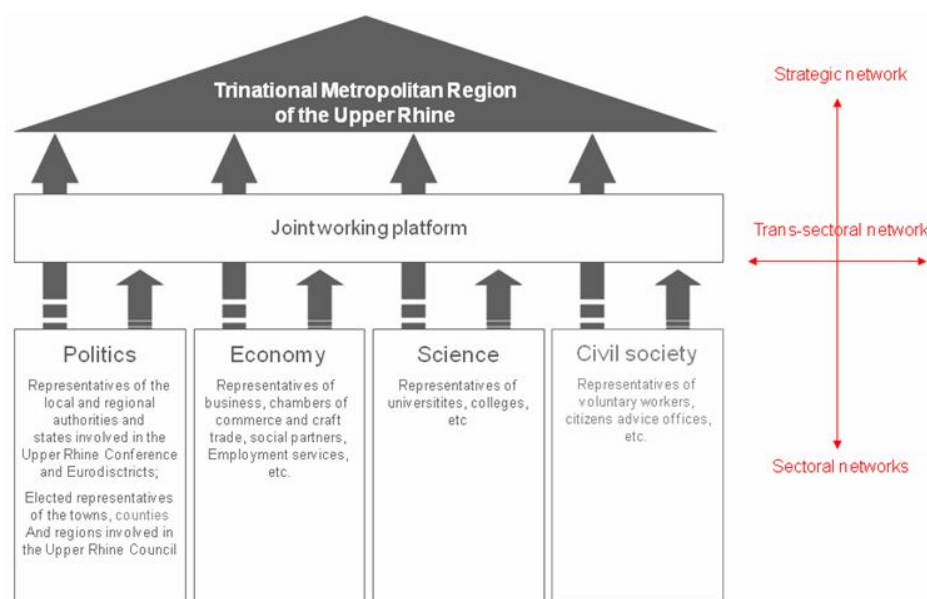 Trinational Metropolitan Region
of the Upper Rhine
Strategic network
Joint working platform
Trans-sectoral network
Politics
Representatives of the
local and regional
authorities and
states involved in the
Upper Rhine Conference
and Eurodisctricts;
Elected representatives
of the towns, counties
And regions involved in
the Upper Rhine Council
Economy
Representatives of
business, chambers of
commerce and craft
trade, social partners,
Employment services,
etc.
Science
Representatives of
universitites, colleges,
etc
Civil society
Representatives of
voluntary workers,
citizens advice offices,
etc.
Sectoral networks